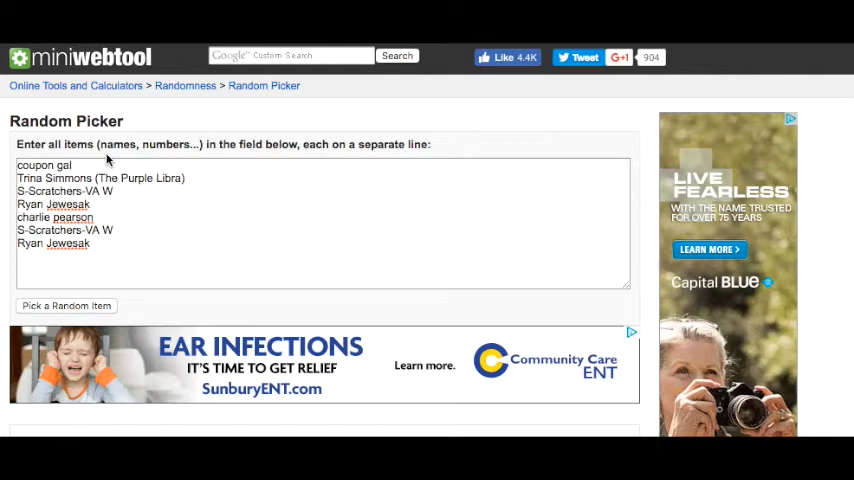 miniwebtool
Google™ Custom Search
Search
Like 4.4K
Tweet
G+1
904
Online Tools and Calculators > Randomness > Random Picker
Random Picker
Enter all items (names, numbers...) in the field below, each on a separate line:
coupon gal
Trina Simmons (The Purple Libra)
S-Scratchers-VA W
Ryan Jewesak
charlie pearson
S-Scratchers-VA W
Ryan Jewesak
Pick a Random Item
EAR INFECTIONS
IT'S TIME TO GET RELIEF
SunburyENT.com
Learn more.
Community Care
ENT
LIVE
FEARLESS
WITH THE NAME TRUSTED
FOR OVER 75 YEARS
LEARN MORE >
Capital BLUE